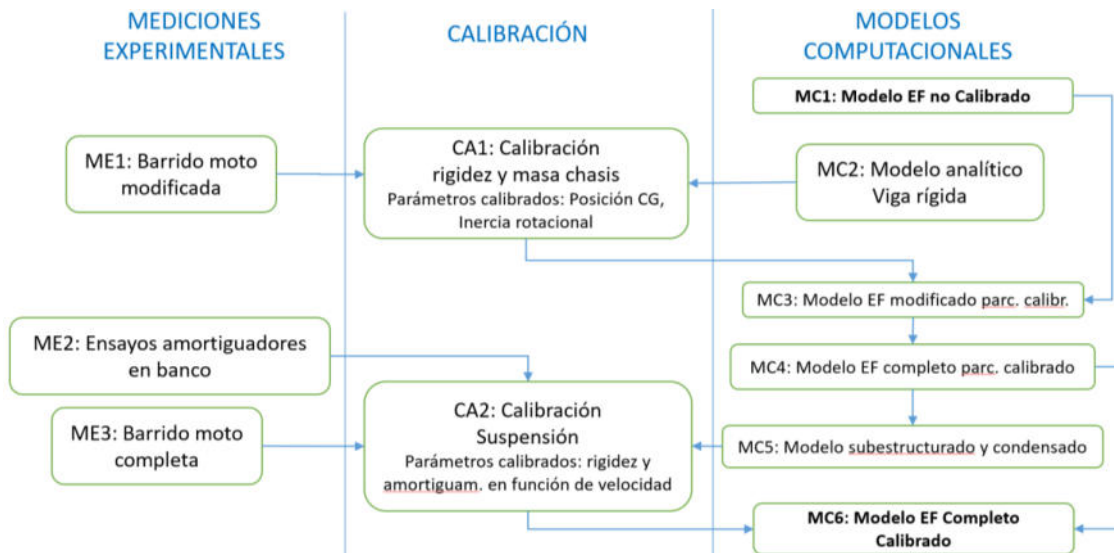 MEDICIONES
EXPERIMENTALES
CALIBRACIÓN
MODELOS
COMPUTACIONALES
MC1: Modelo EF no Calibrado
ME1: Barrido moto
modificada
CA1: Calibración
rigidez y masa chasis
Parámetros calibrados: Posición CG,
Inercia rotacional
MC2: Modelo analítico
Viga rígida
MC3: Modelo EF modificado parc. calibr.
ME2: Ensayos amortiguadores
en banco
MC4: Modelo EF completo parc. calibrado
ME3: Barrido moto
completa
CA2: Calibración
Suspensión
Parámetros calibrados: rigidez y
amortiguam. en función de velocidad
MC5: Modelo subestructurado y condensado
MC6: Modelo EF Completo
Calibrado